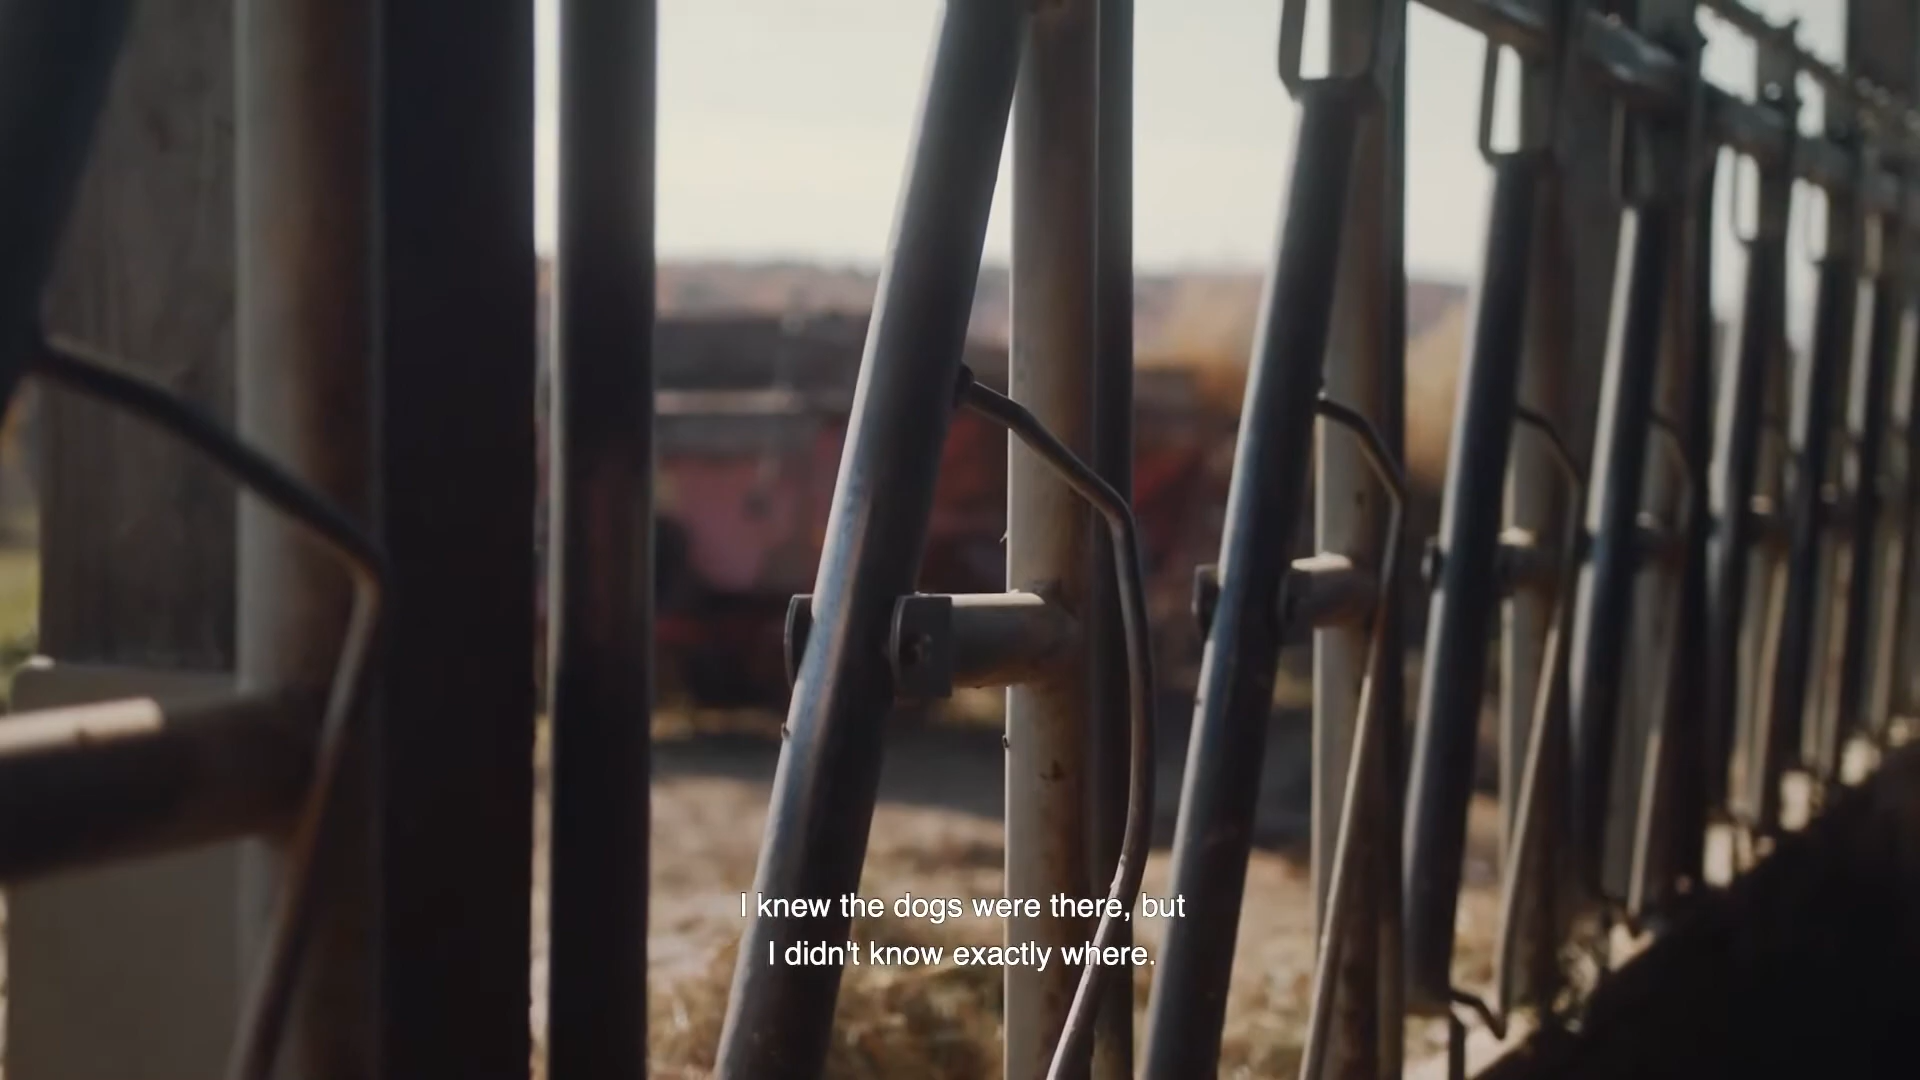 I knew the dogs were there, but
I didn't know exactly where.